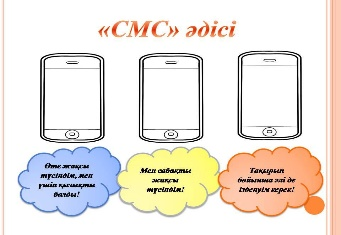 «СМС» әдісі
Өте жақсы
түсіндім, мен
үшін қызықты
болды!
Мен сабақты
жақсы
түсіндім!
Тақырып
бойынша әлі де
ізденуім керек!